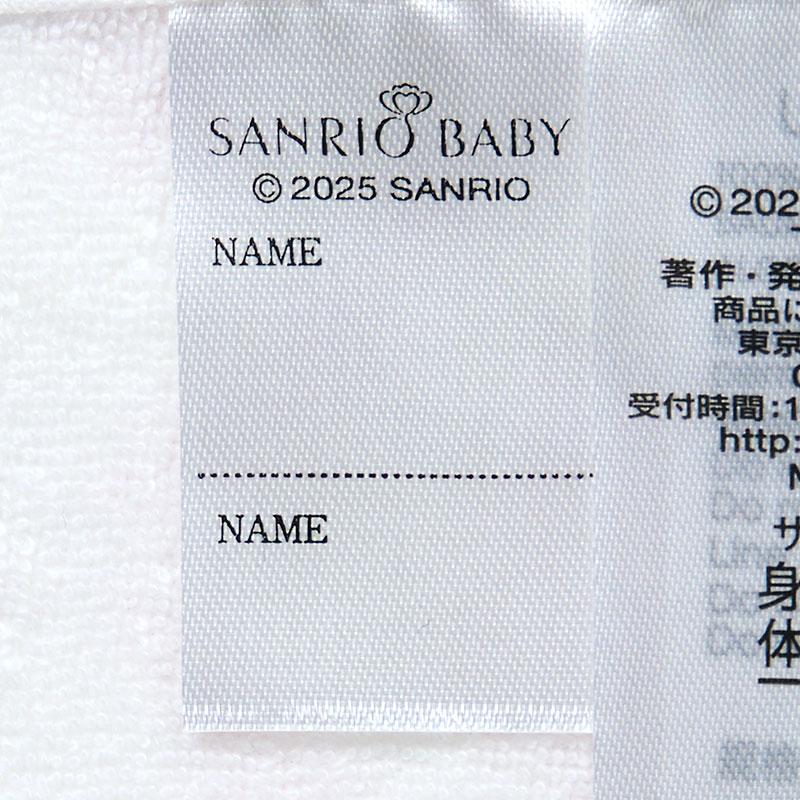 SANRIO BABY
© 2025 SANRIO
NAME
NAME
© 202
著作・発
商品に
東京
受付時間:1
http:
サ
身
体